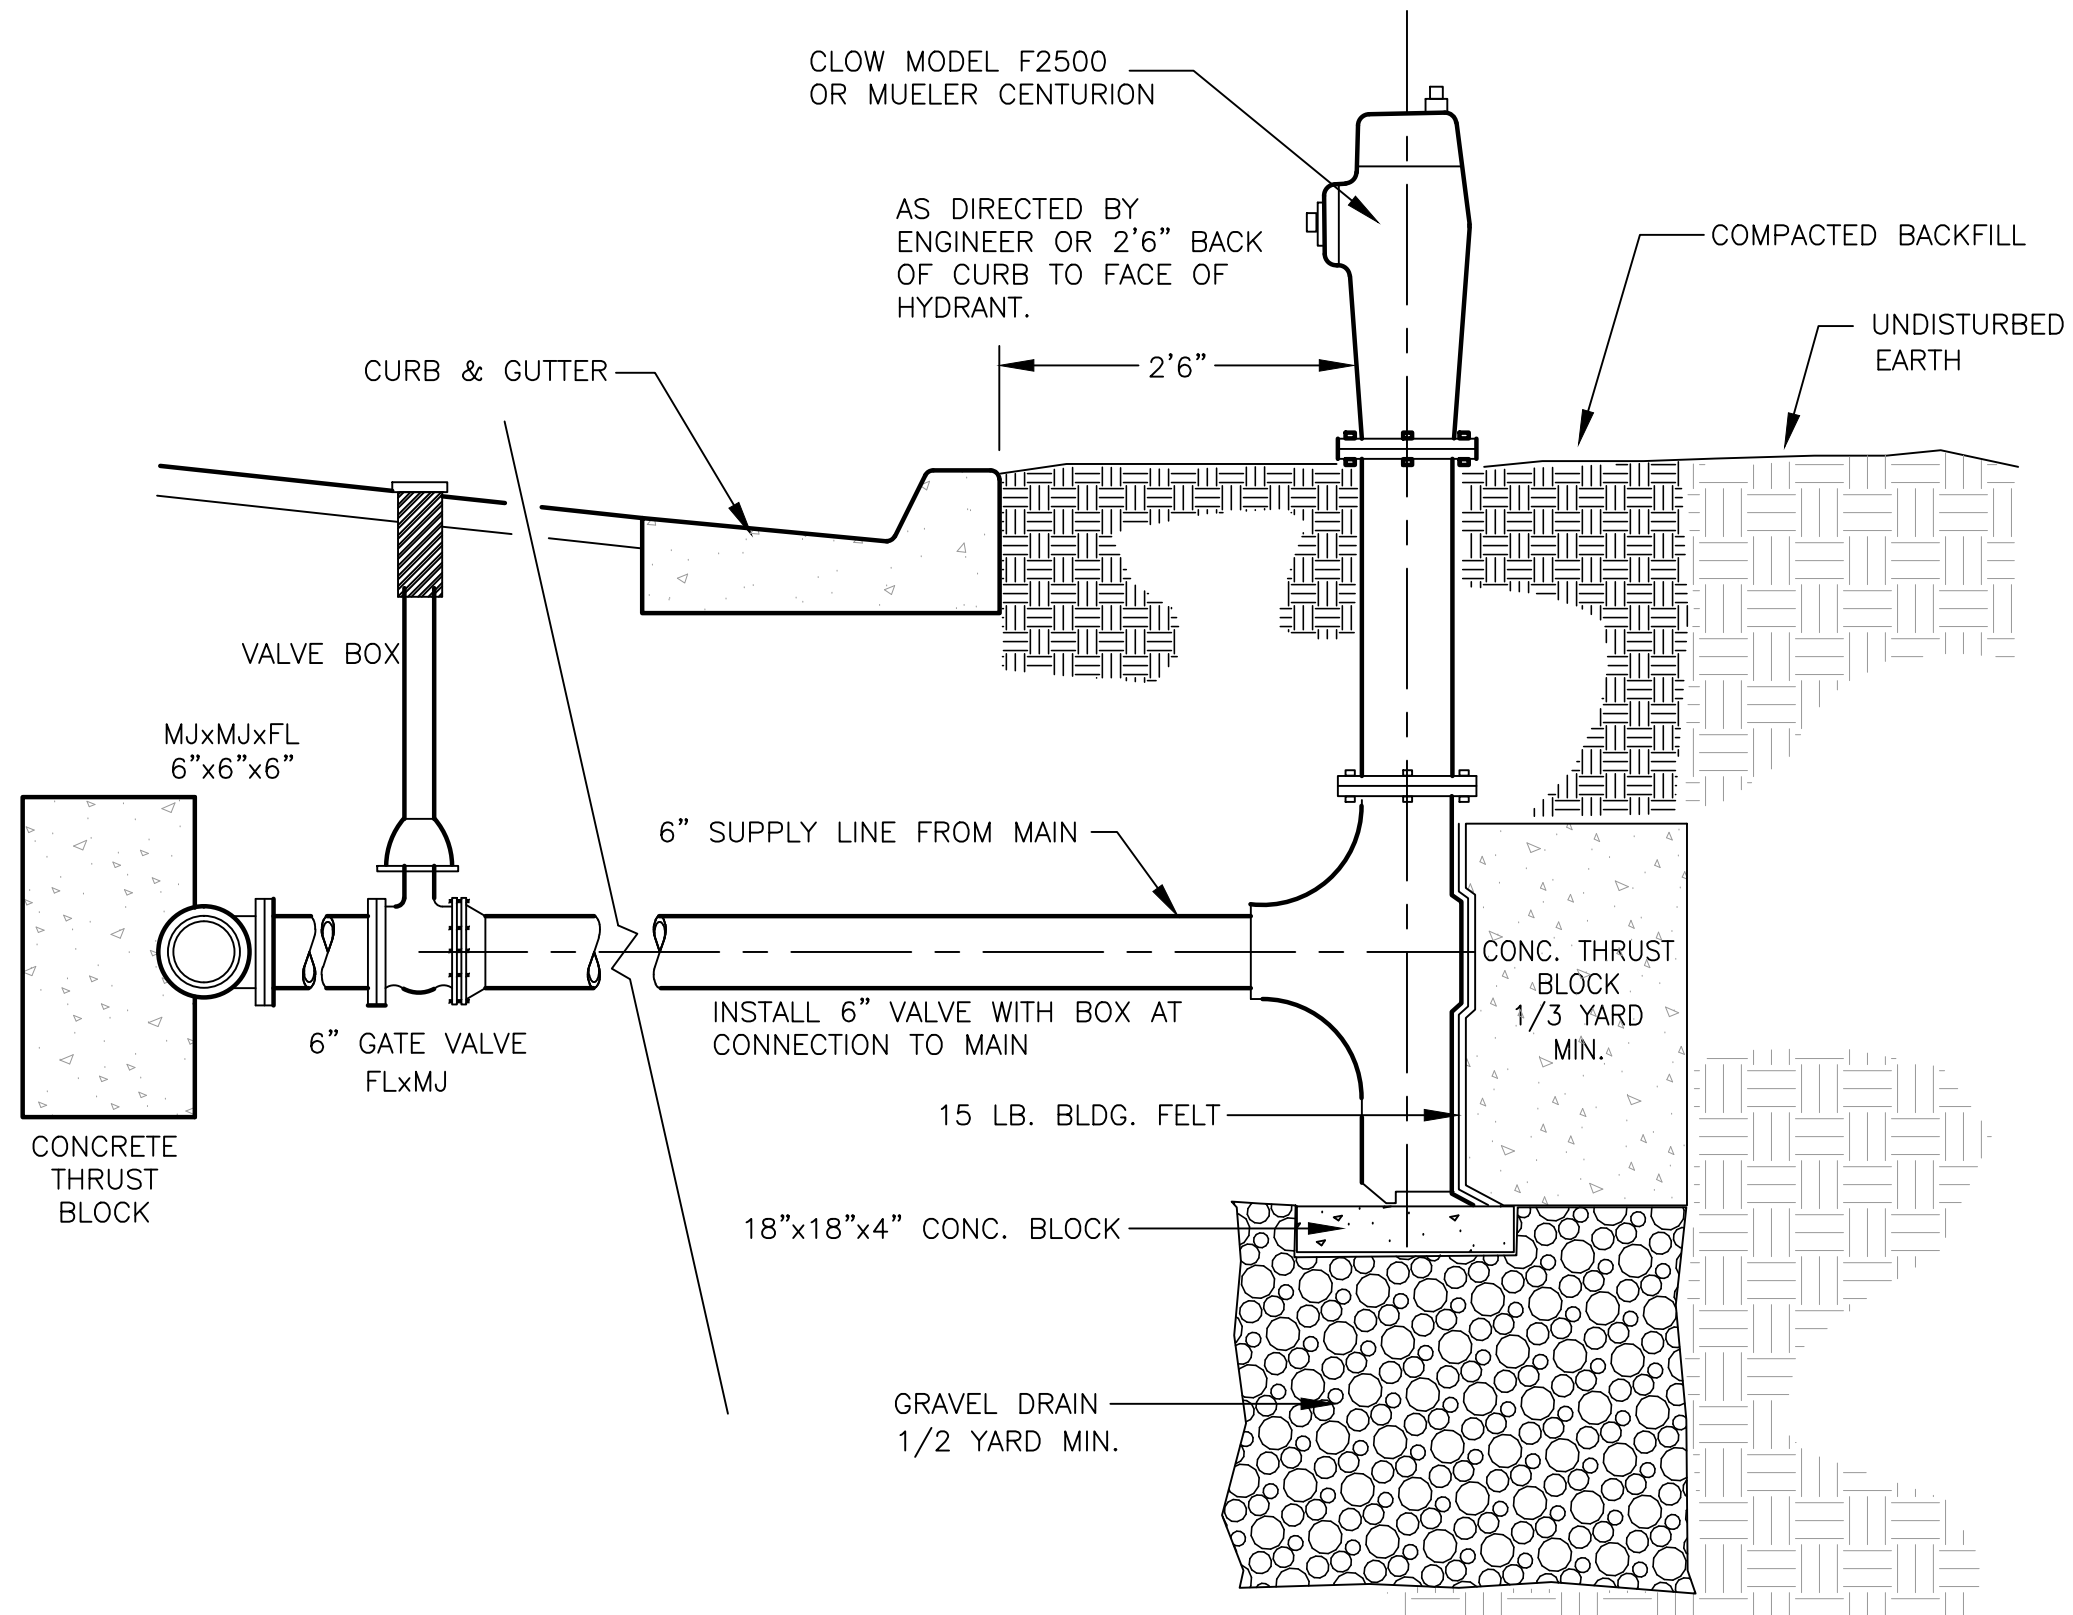 CLOW MODEL F2500
OR MUELER CENTURION
AS DIRECTED BY
ENGINEER OR 2'6" BACK
OF CURB TO FACE OF
HYDRANT.
COMPACTED BACKFILL
UNDISTURBED
EARTH
CURB & GUTTER
2'6"
VALVE BOX
MJxMJxFL
6"x6"x6"
6" SUPPLY LINE FROM MAIN
CONC. THRUST
BLOCK
1/3 YARD
MIN.
INSTALL 6" VALVE WITH BOX AT
CONNECTION TO MAIN
6" GATE VALVE
FLxMJ
15 LB. BLDG. FELT
CONCRETE
THRUST
BLOCK
18"x18"x4" CONC. BLOCK
GRAVEL DRAIN
1/2 YARD MIN.